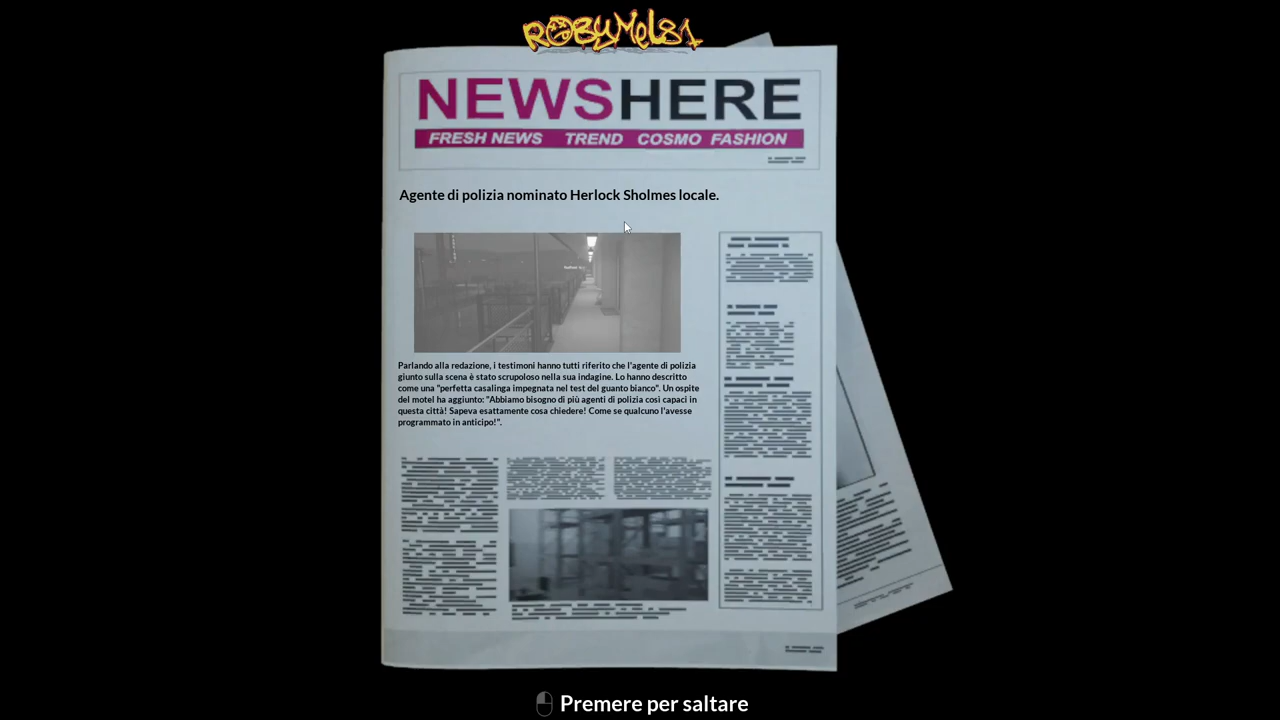 ROBYMEL81
NEWSHERE
FRESH NEWS TREND COSMO FASHION
Agente di polizia nominato Herlock Sholmes locale.
Parlando alla redazione, i testimoni hanno tutti riferito che l'agente di polizia
giunto sulla scena è stato scrupoloso nella sua indagine. Lo hanno descritto
come una "perfetta casalinga impegnata nel test del guanto bianco". Un ospite
del motel ha aggiunto: "Abbiamo bisogno di più agenti di polizia così capaci in
questa città! Sapeva esattamente cosa chiedere! Come se qualcuno l'avesse
programmato in anticipo!".
Premere per saltare